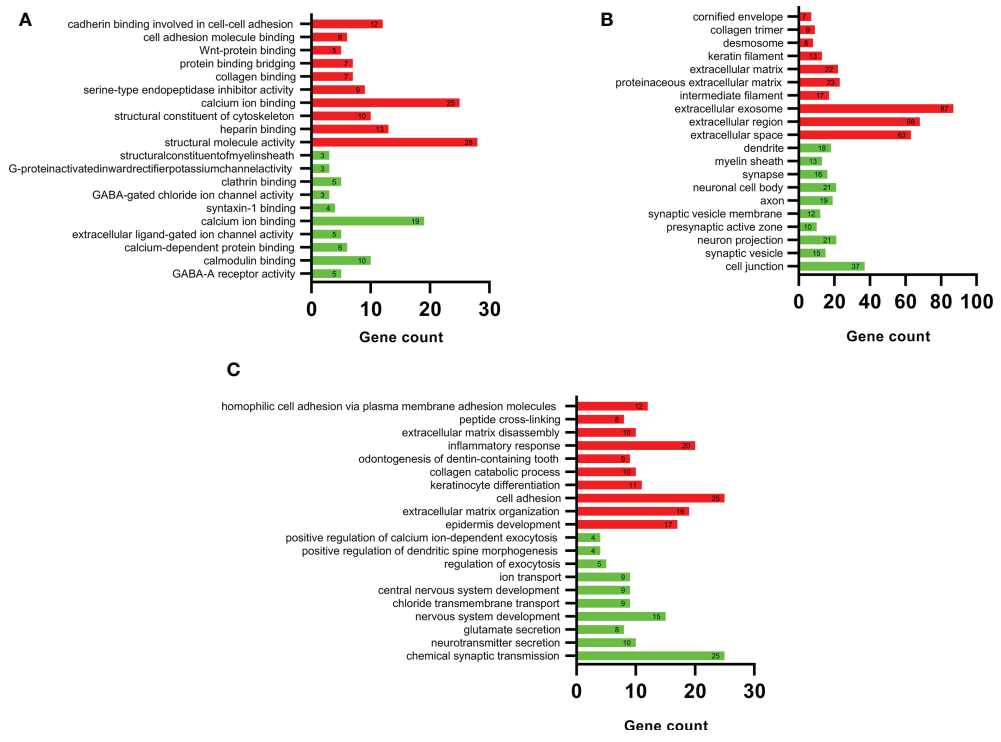 A
cadherin binding involved in cell-cell adhesion 12
cell adhesion molecule binding 6
Wnt-protein binding 5
protein binding bridging 7
collagen binding 7
serine-type endopeptidase inhibitor activity 9
calcium ion binding 25
structural constituent of cytoskeleton 10
heparin binding 13
structural molecule activity 28
structuralconstituentofmyelinsheath 3
G-proteinactivatedinwardrectifierpotassiumchannelactivity 3
clathrin binding 5
GABA-gated chloride ion channel activity 3
syntaxin-1 binding 4
calcium ion binding 19
extracellular ligand-gated ion channel activity 5
calcium-dependent protein binding 6
calmodulin binding 10
GABA-A receptor activity 5
0 10 20 30
Gene count
B
cornified envelope 7
collagen trimer 9
desmosome 8
keratin filament 13
extracellular matrix 22
proteinaceous extracellular matrix 23
intermediate filament 17
extracellular exosome 87
extracellular region 68
extracellular space 63
dendrite 18
myelin sheath 13
synapse 16
neuronal cell body 21
axon 19
synaptic vesicle membrane 12
presynaptic active zone 10
neuron projection 21
synaptic vesicle 15
cell junction 37
0 20 40 60 80 100
Gene count
C
homophilic cell adhesion via plasma membrane adhesion molecules 12
peptide cross-linking 8
extracellular matrix disassembly 10
inflammatory response 20
odontogenesis of dentin-containing tooth 9
collagen catabolic process 10
keratinocyte differentiation 11
cell adhesion 25
extracellular matrix organization 19
epidermis development 17
positive regulation of calcium ion-dependent exocytosis 4
positive regulation of dendritic spine morphogenesis 4
regulation of exocytosis 5
ion transport 9
central nervous system development 9
chloride transmembrane transport 9
nervous system development 15
glutamate secretion 8
neurotransmitter secretion 10
chemical synaptic transmission 25
0 10 20 30
Gene count